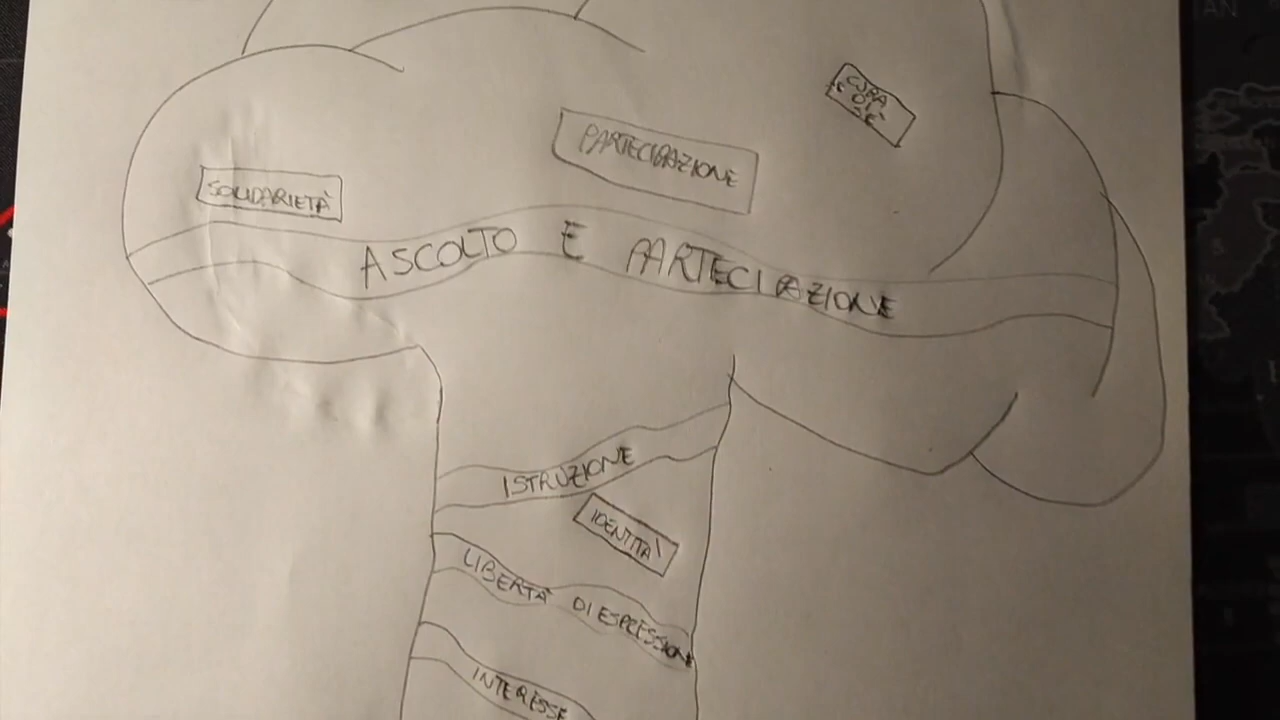 CURA
DI
SÉ
PARTECIPAZIONE
SOLIDARIETÀ
ASCOLTO E PARTECIPAZIONE
ISTRUZIONE
IDENTITÀ
LIBERTÀ DI ESPRESSIONE
INTERESSE